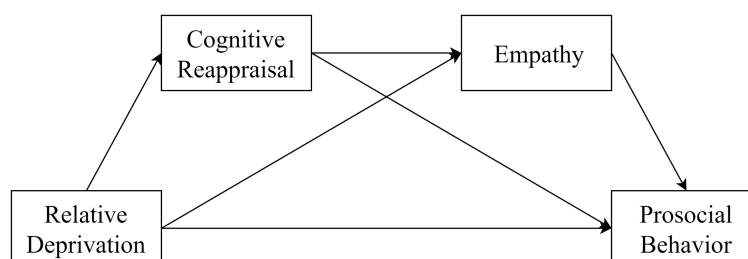 Cognitive
Reappraisal
Empathy
Relative
Deprivation
Prosocial
Behavior